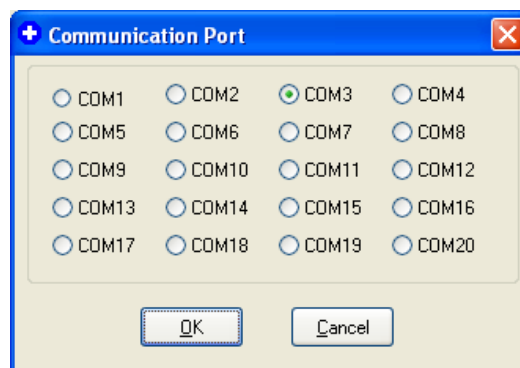 Communication Port
COM1 COM2 COM3 COM4
COM5 COM6 COM7 COM8
COM9 COM10 COM11 COM12
COM13 COM14 COM15 COM16
COM17 COM18 COM19 COM20
OK Cancel